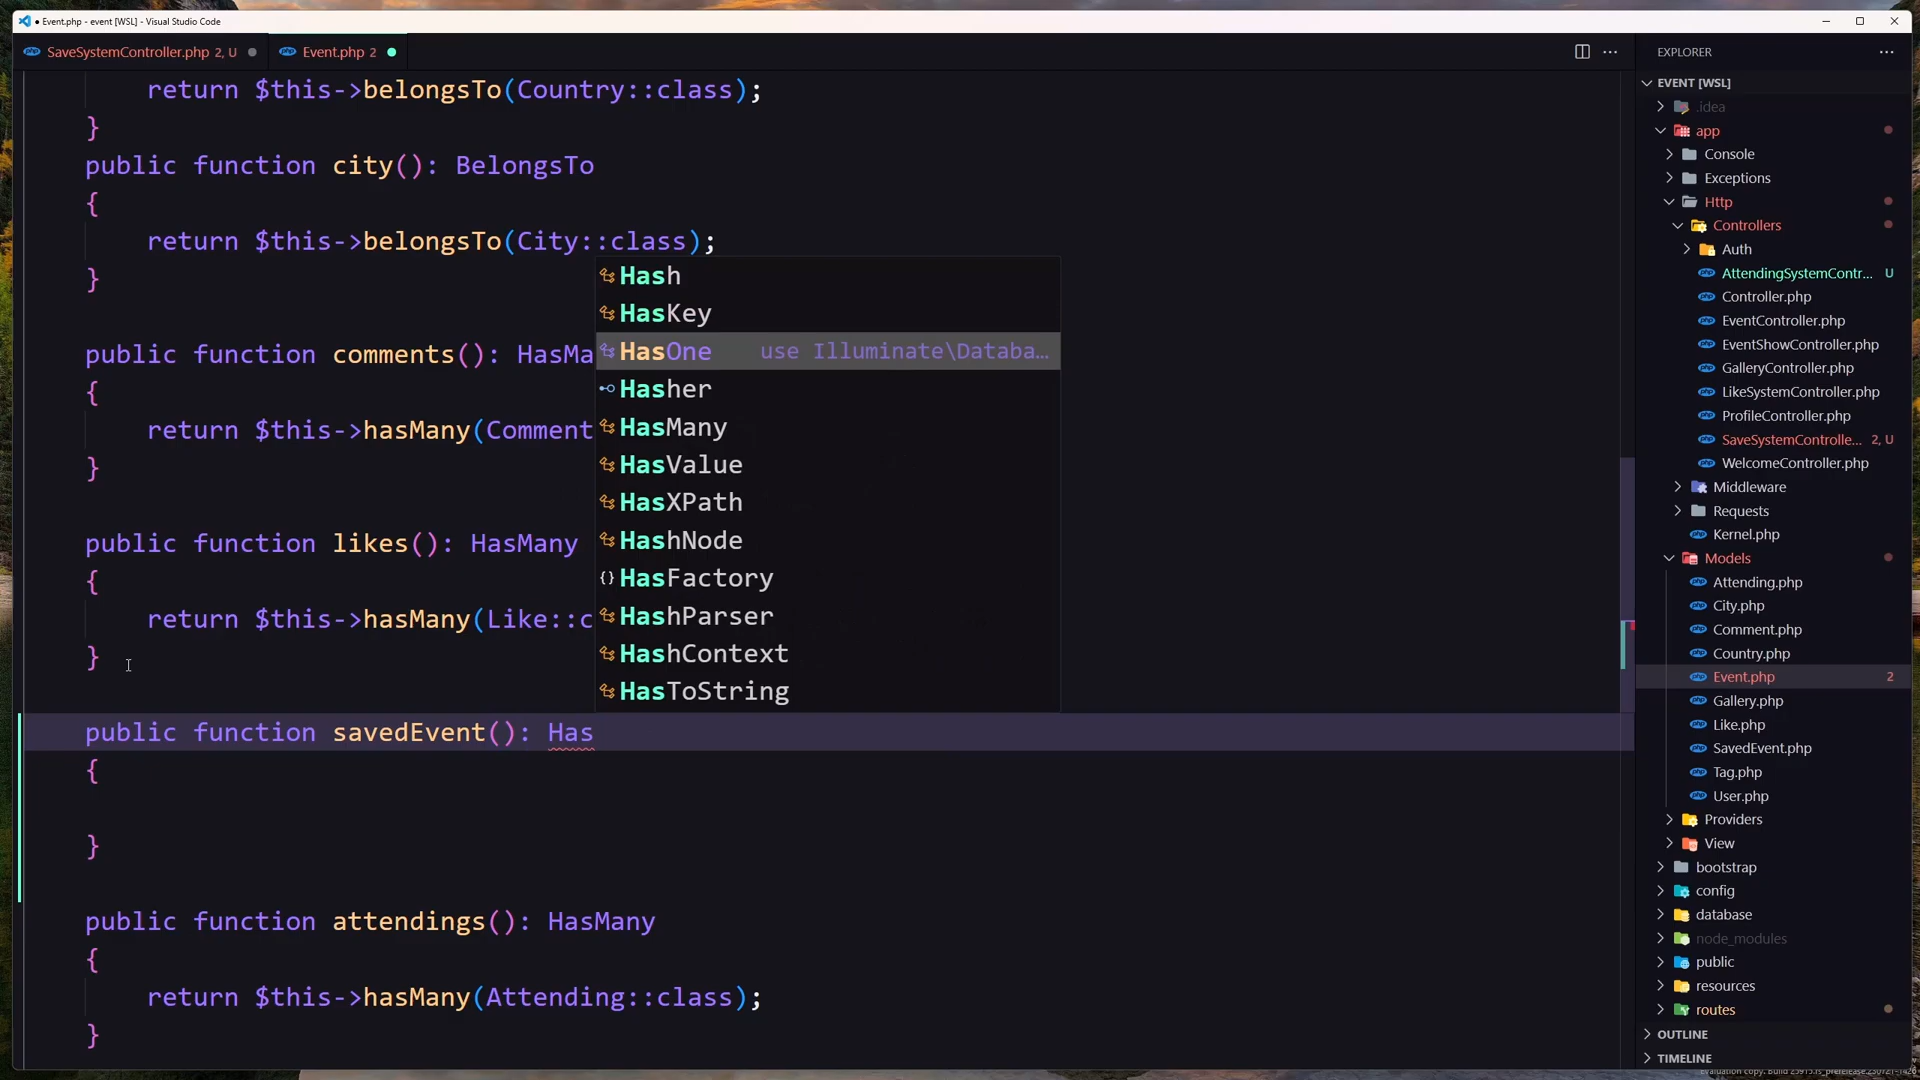 Event.php - event [WSL] - Visual Studio Code
SaveSystemController.php 2, U
Event.php 2
return $this->belongsTo(Country::class);
}
public function city(): BelongsTo
{
return $this->belongsTo(City::class);
}
public function comments(): HasMa
{
return $this->hasMany(Comment
}
public function likes(): HasMany
{
return $this->hasMany(Like::c
}
public function savedEvent(): Has
{
}
public function attendings(): HasMany
{
return $this->hasMany(Attending::class);
}
Hash
HasKey
HasOne use Illuminate\Databa…
Hasher
HasMany
HasValue
HasXPath
HashNode
HasFactory
HashParser
HashContext
HasToString
EXPLORER
EVENT [WSL]
.idea
app
Console
Exceptions
Http
Controllers
Auth
AttendingSystemContr... U
Controller.php
EventController.php
EventShowController.php
GalleryController.php
LikeSystemController.php
ProfileController.php
SaveSystemControlle... 2, U
WelcomeController.php
Middleware
Requests
Kernel.php
Models
Attending.php
City.php
Comment.php
Country.php
Event.php 2
Gallery.php
Like.php
SavedEvent.php
Tag.php
User.php
Providers
View
bootstrap
config
database
node_modules
public
resources
routes
OUTLINE
TIMELINE
Evaluation copy. Build 25915.rs_prerelease.230721-1426